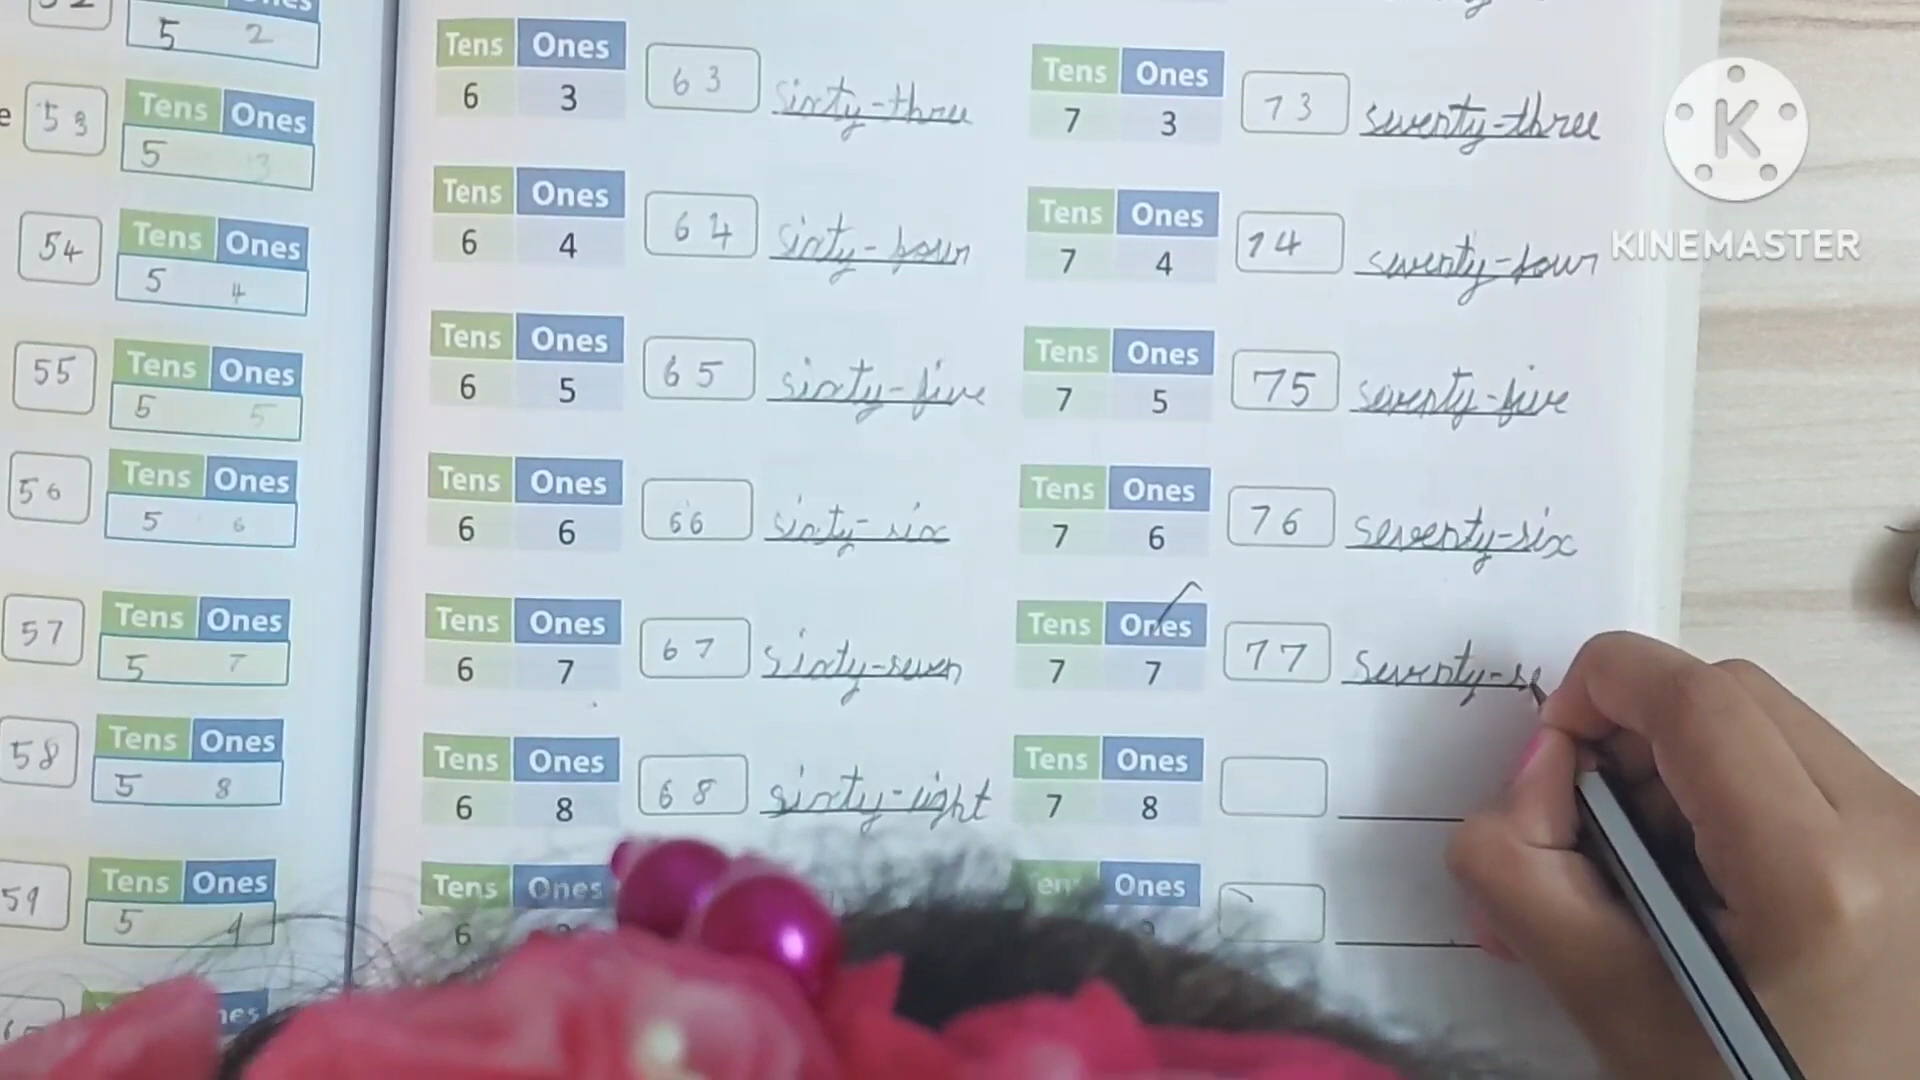 5 2
53 Tens Ones
5 3
54 Tens Ones
5 4
55 Tens Ones
5 5
56 Tens Ones
5 6
57 Tens Ones
5 7
58 Tens Ones
5 8
59 Tens Ones
5 9
Tens Ones
6 3 63 sixty-three
Tens Ones
6 4 64 sixty-four
Tens Ones
6 5 65 sixty-five
Tens Ones
6 6 66 sixty-six
Tens Ones
6 7 67 sixty-seven
Tens Ones
6 8 68 sixty-eight
Tens Ones
6
Tens Ones
7 3 73 seventy-three
Tens Ones
7 4 74 seventy-four
Tens Ones
7 5 75 seventy-five
Tens Ones
7 6 76 seventy-six
Tens Ones
7 7 77 seventy-se
Tens Ones
7 8
Ones
K
KINEMASTER